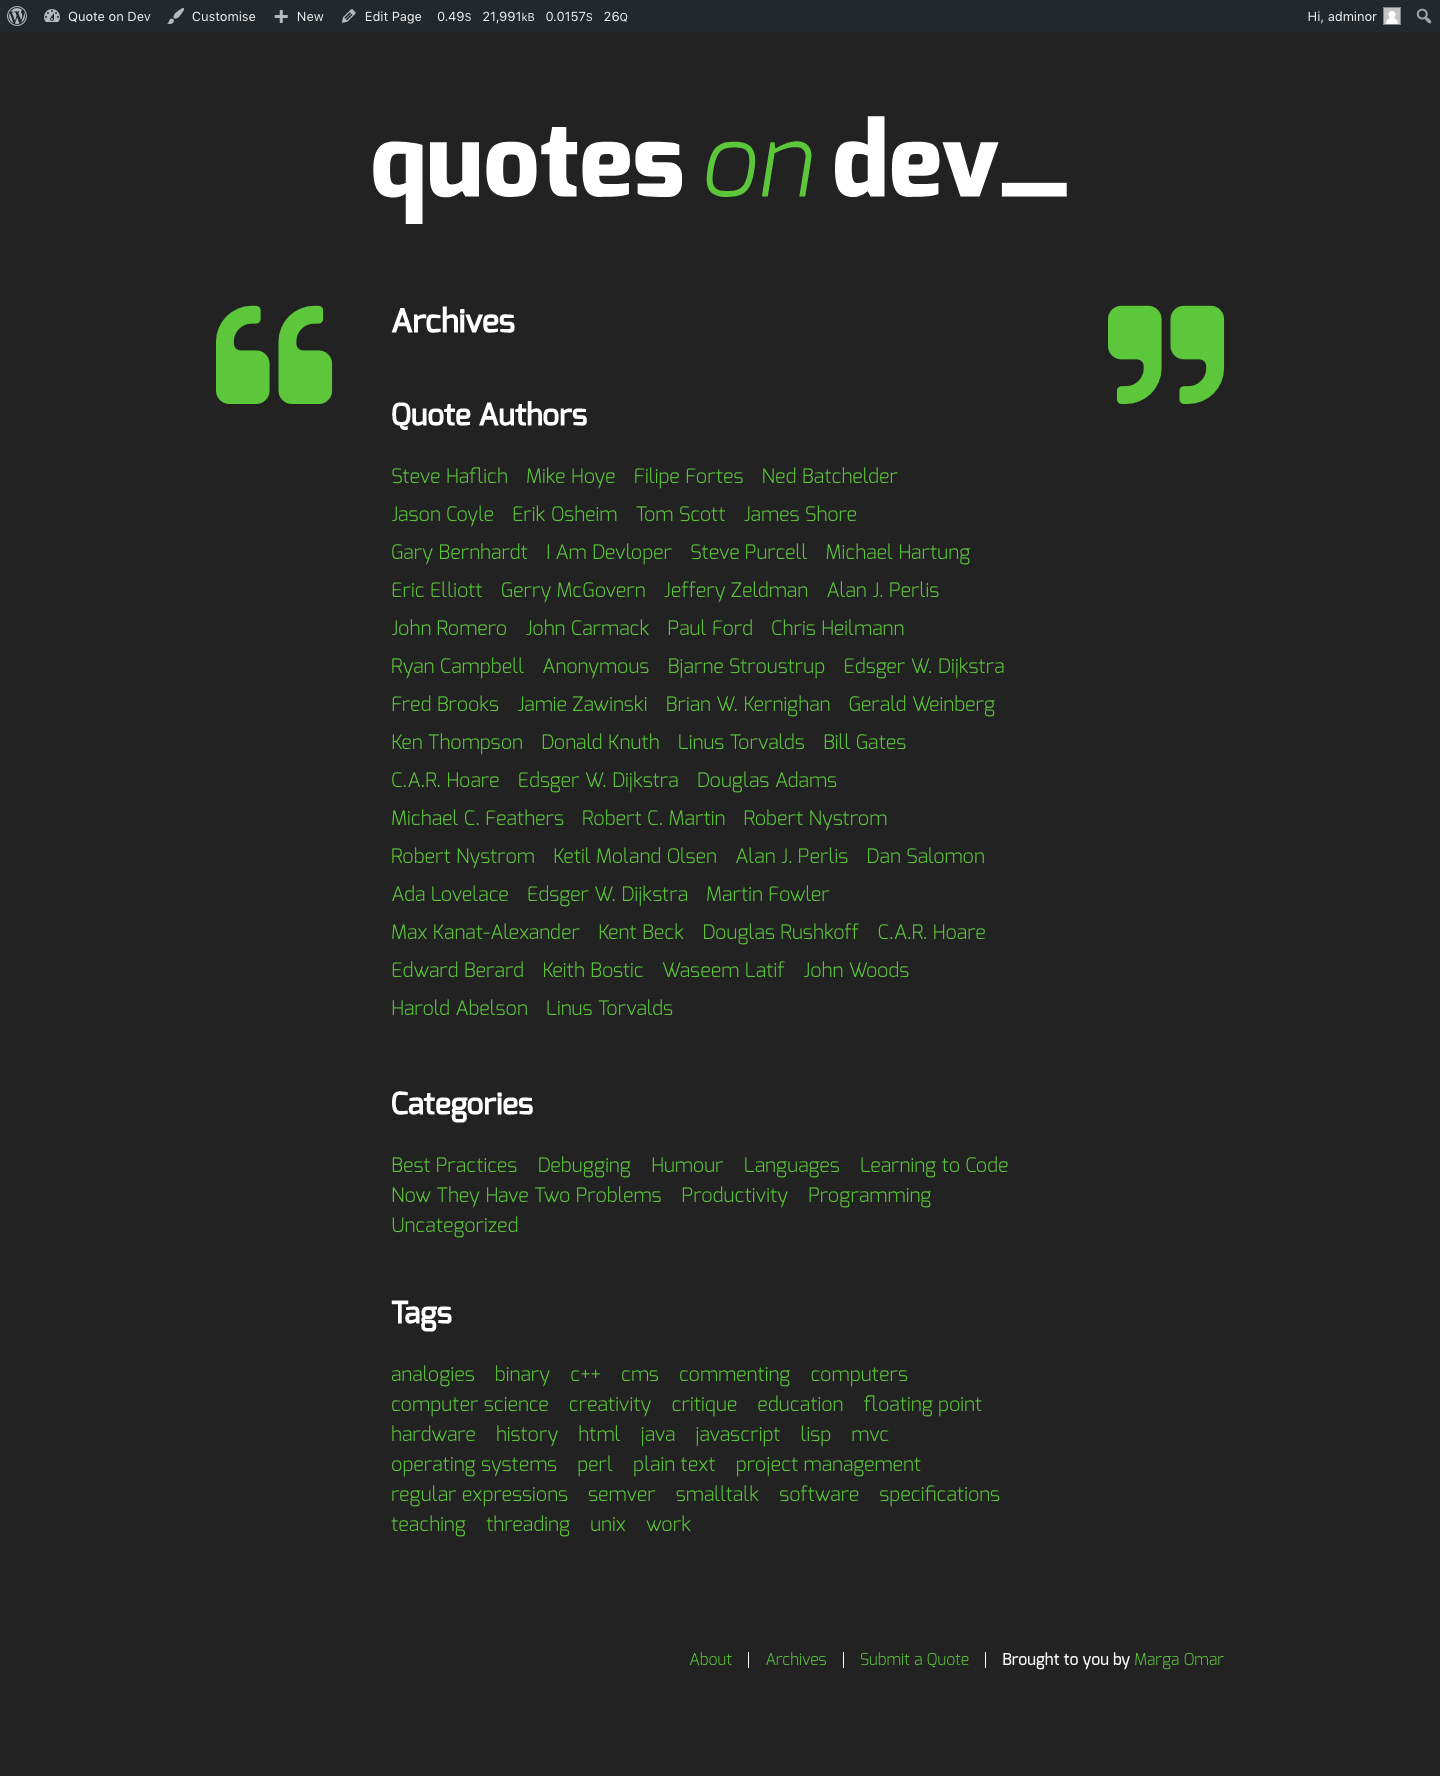 Quote on Dev Customise New Edit Page 0.49S 21,991KB 0.0157S 26Q Hi, adminor
quotes on dev_
Archives
Quote Authors
Steve Haflich Mike Hoye Filipe Fortes Ned Batchelder
Jason Coyle Erik Osheim Tom Scott James Shore
Gary Bernhardt I Am Devloper Steve Purcell Michael Hartung
Eric Elliott Gerry McGovern Jeffery Zeldman Alan J. Perlis
John Romero John Carmack Paul Ford Chris Heilmann
Ryan Campbell Anonymous Bjarne Stroustrup Edsger W. Dijkstra
Fred Brooks Jamie Zawinski Brian W. Kernighan Gerald Weinberg
Ken Thompson Donald Knuth Linus Torvalds Bill Gates
C.A.R. Hoare Edsger W. Dijkstra Douglas Adams
Michael C. Feathers Robert C. Martin Robert Nystrom
Robert Nystrom Ketil Moland Olsen Alan J. Perlis Dan Salomon
Ada Lovelace Edsger W. Dijkstra Martin Fowler
Max Kanat-Alexander Kent Beck Douglas Rushkoff C.A.R. Hoare
Edward Berard Keith Bostic Waseem Latif John Woods
Harold Abelson Linus Torvalds
Categories
Best Practices Debugging Humour Languages Learning to Code
Now They Have Two Problems Productivity Programming
Uncategorized
Tags
analogies binary c++ cms commenting computers
computer science creativity critique education floating point
hardware history html java javascript lisp mvc
operating systems perl plain text project management
regular expressions semver smalltalk software specifications
teaching threading unix work
About | Archives | Submit a Quote | Brought to you by Marga Omar